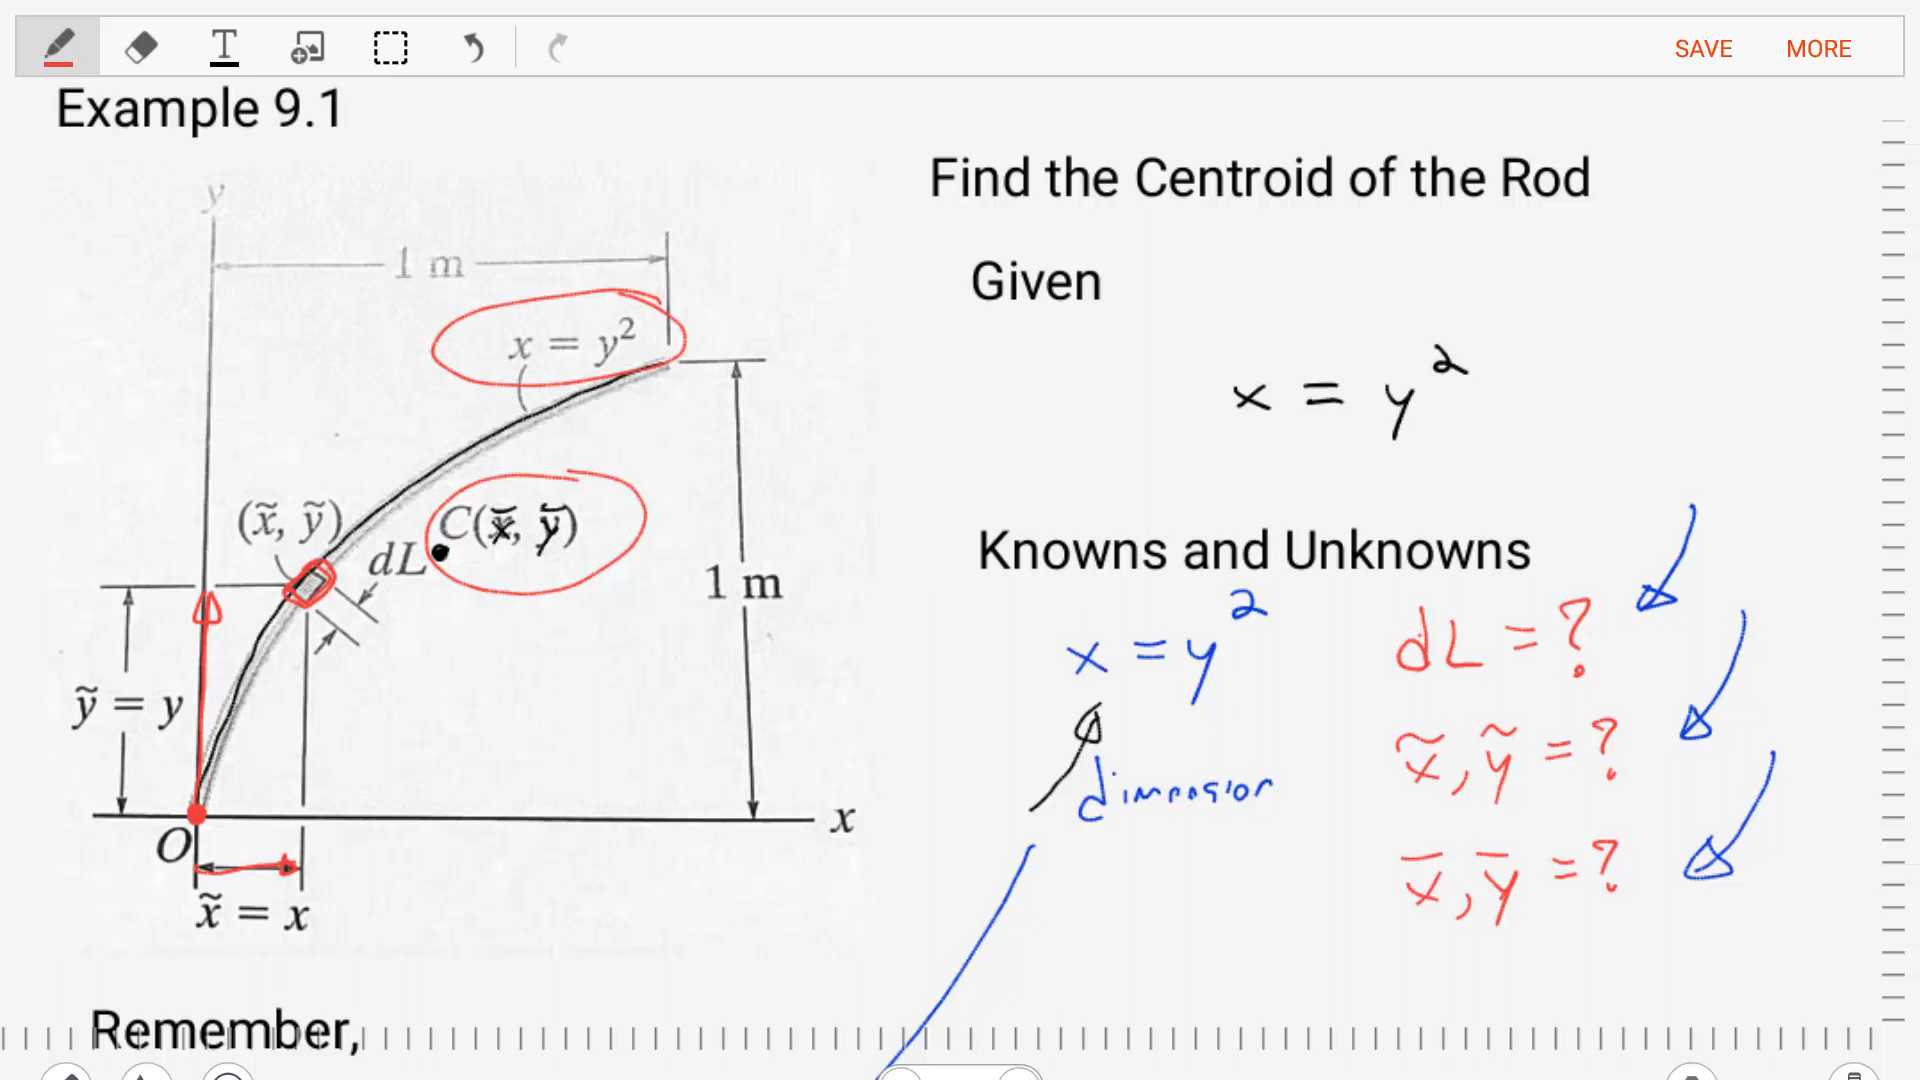 T SAVE MORE
Example 9.1
Find the Centroid of the Rod
Given
x = y²
y
1 m
x = y²
(x̃, ỹ)
dL
C(x̄, ȳ)
1 m
ỹ = y
x
O
x̃ = x
Knowns and Unknowns
x = y²
dL = ?
x̃, ỹ = ?
x̄, ȳ = ?
Remember,